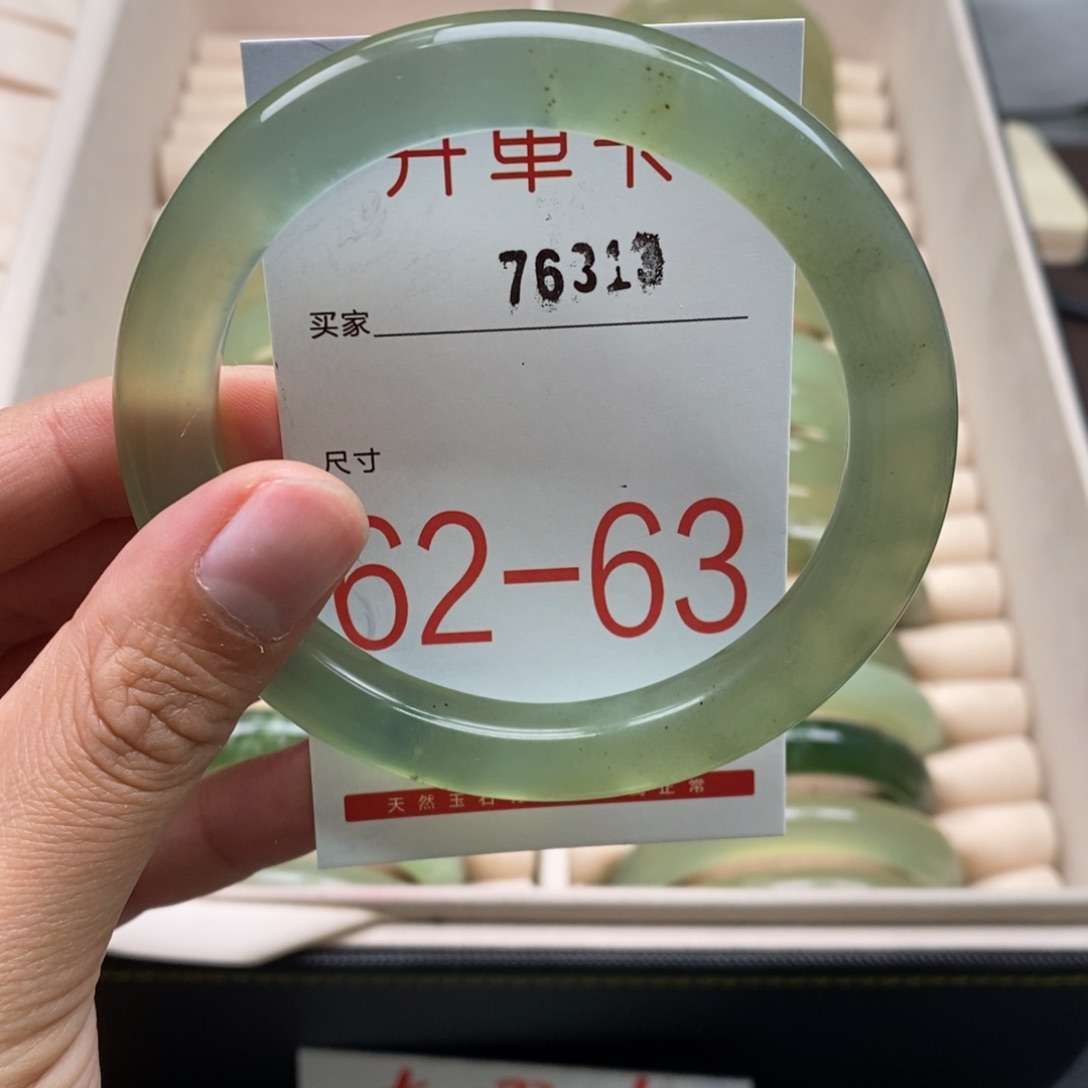 开单卡
7631
买家
尺寸
62-63
天然玉石 正常